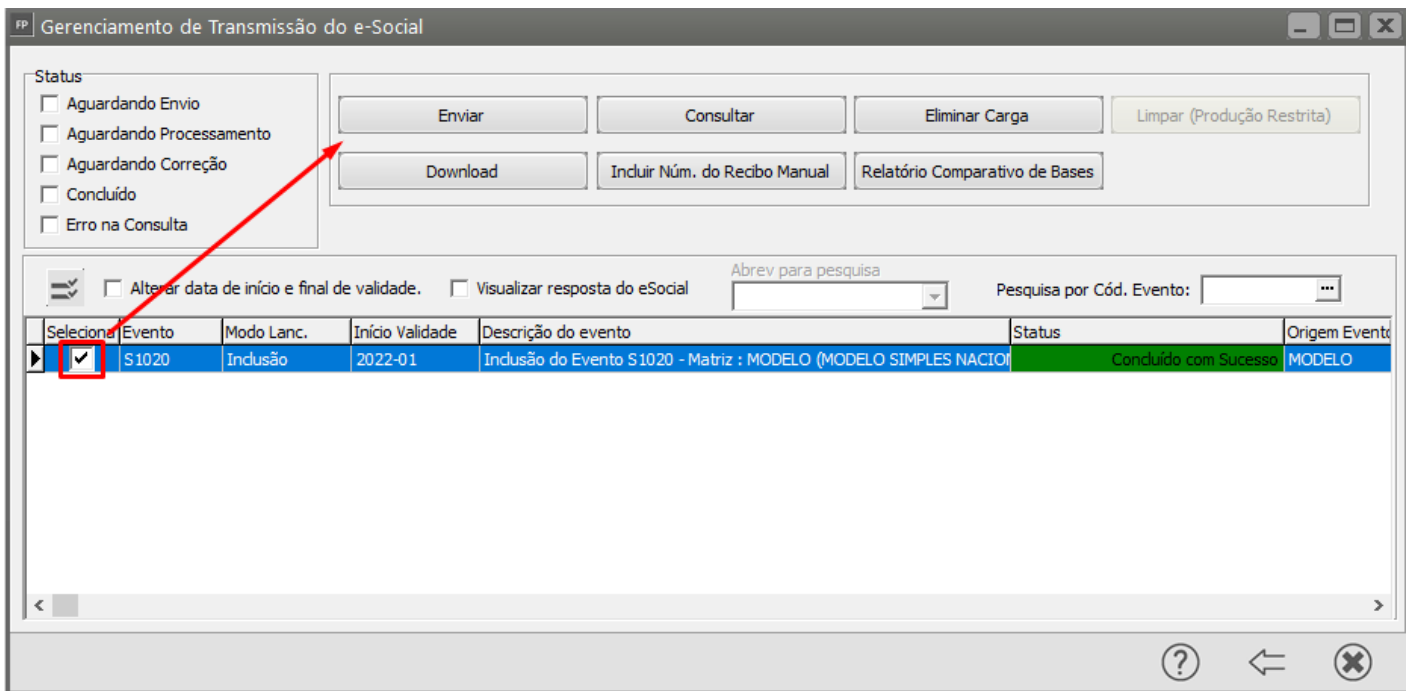 FP Gerenciamento de Transmissão do e-Social
Status
Aguardando Envio
Aguardando Processamento
Aguardando Correção
Concluído
Erro na Consulta
Enviar Consultar Eliminar Carga Limpar (Produção Restrita)
Download Incluir Núm. do Recibo Manual Relatório Comparativo de Bases
Abrev para pesquisa
Alterar data de início e final de validade. Visualizar resposta do eSocial Pesquisa por Cód. Evento: ...
Seleciona Evento Modo Lanc. Início Validade Descrição do evento Status Origem Evento
S1020 Inclusão 2022-01 Inclusão do Evento S1020 - Matriz : MODELO (MODELO SIMPLES NACION Concluído com Sucesso MODELO
?